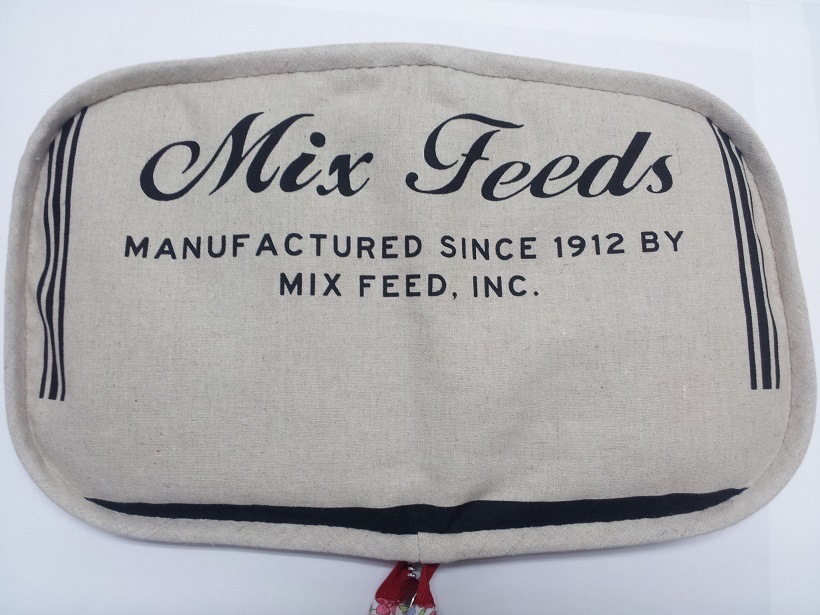 Mix Feeds
MANUFACTURED SINCE 1912 BY
MIX FEED, INC.